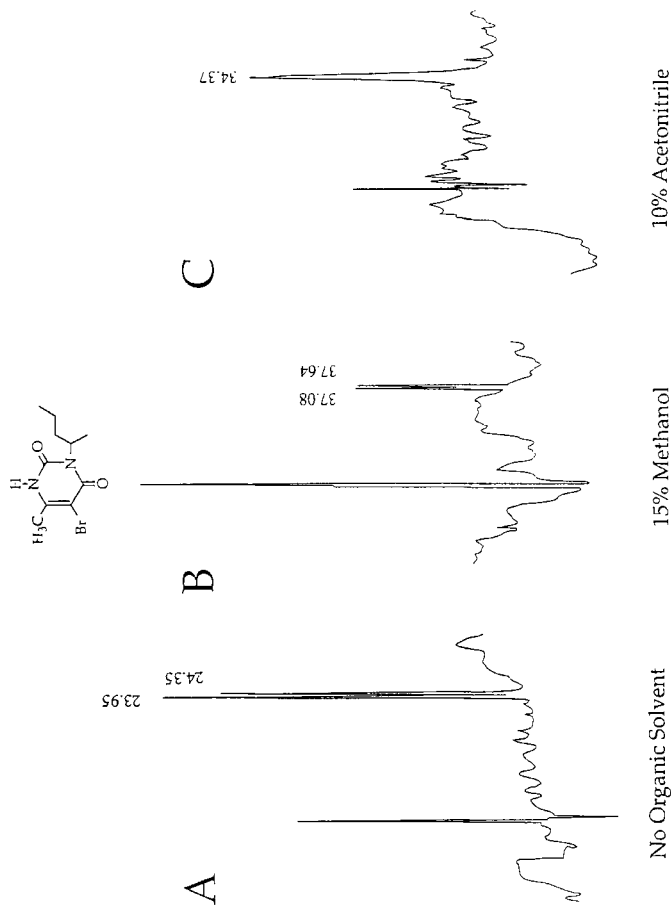 A
23.95
24.35
No Organic Solvent
H
N
O
H₃C
N
Br
O
B
37.08
37.64
15% Methanol
C
34.37
10% Acetonitrile